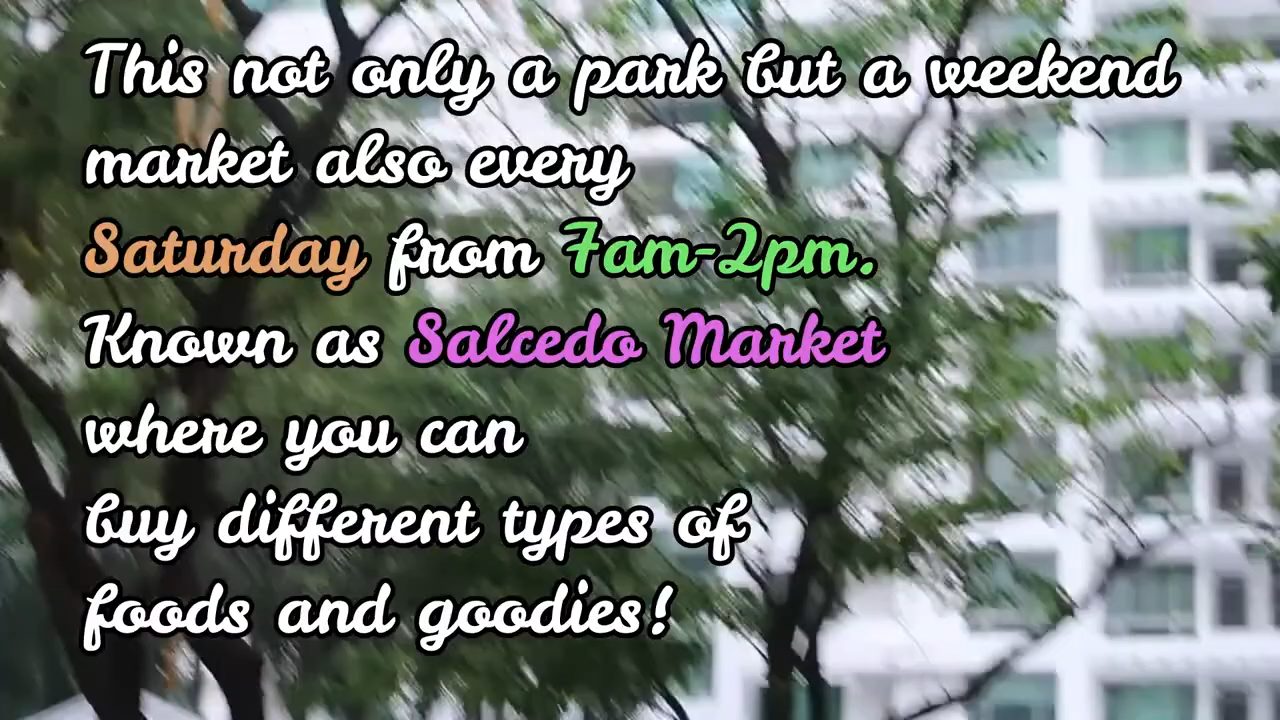 This not only a park but a weekend
market also every
Saturday from 7am-2pm.
Known as Salcedo Market
where you can
buy different types of
foods and goodies!